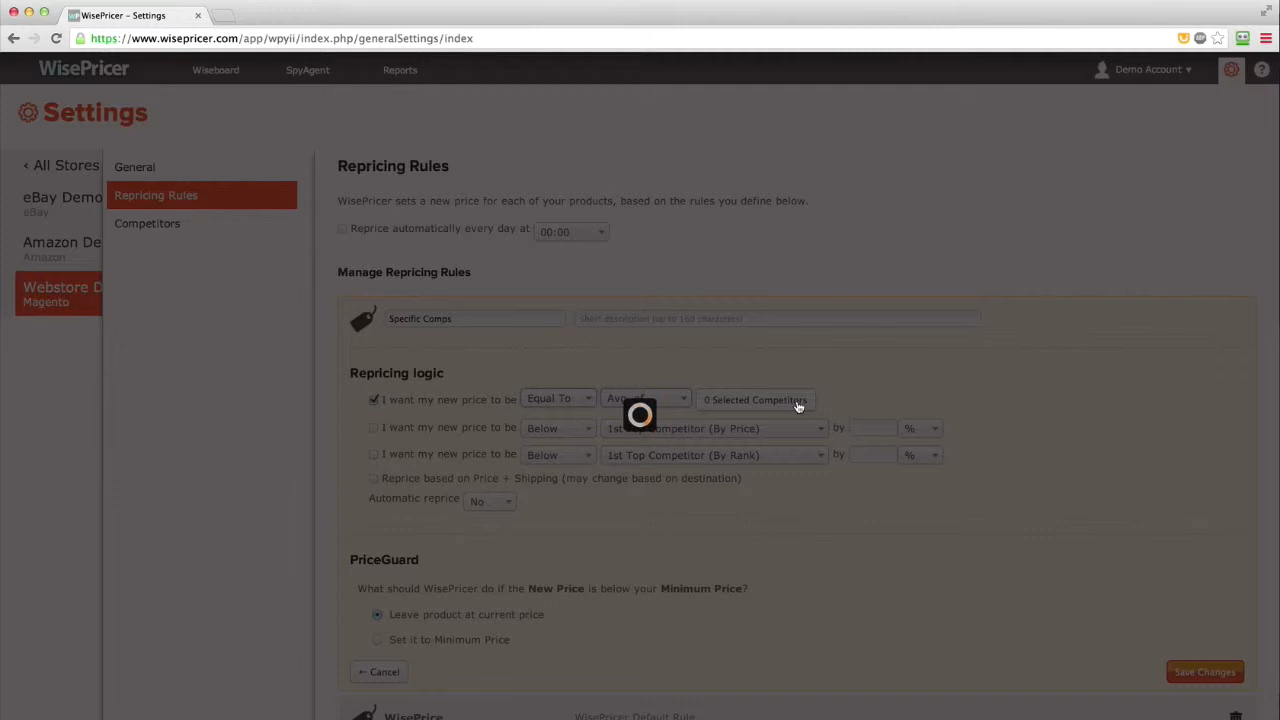 WisePricer – Settings
https://www.wisepricer.com/app/wpyii/index.php/generalSettings/index
WisePricer
Wiseboard
SpyAgent
Reports
Demo Account
?
Settings
‹ All Stores
eBay Demo
eBay
Amazon De
Amazon
Webstore D
Magento
General
Repricing Rules
Competitors
Repricing Rules
WisePricer sets a new price for each of your products, based on the rules you define below.
Reprice automatically every day at 00:00
Manage Repricing Rules
Specific Comps short description (up to 160 characters) ...
Repricing logic
I want my new price to be Equal To Avg. of 0 Selected Competitors
I want my new price to be Below 1st Top Competitor (By Price) by %
I want my new price to be Below 1st Top Competitor (By Rank) by %
Reprice based on Price + Shipping (may change based on destination)
Automatic reprice No
PriceGuard
What should WisePricer do if the New Price is below your Minimum Price?
Leave product at current price
Set it to Minimum Price
← Cancel
Save Changes
WisePrice WisePricer Default Rule